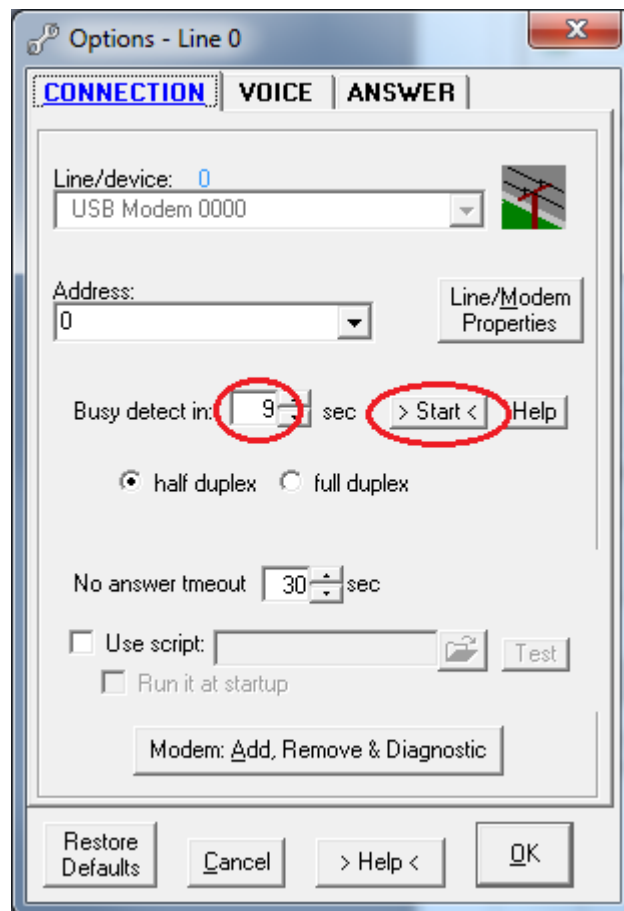 Options - Line 0
CONNECTION VOICE ANSWER
Line/device: 0
USB Modem 0000
Address:
0
Line/Modem
Properties
Busy detect in: 9 sec > Start < Help
half duplex full duplex
No answer tmeout 30 sec
Use script: Test
Run it at startup
Modem: Add, Remove & Diagnostic
Restore
Defaults
Cancel > Help < OK